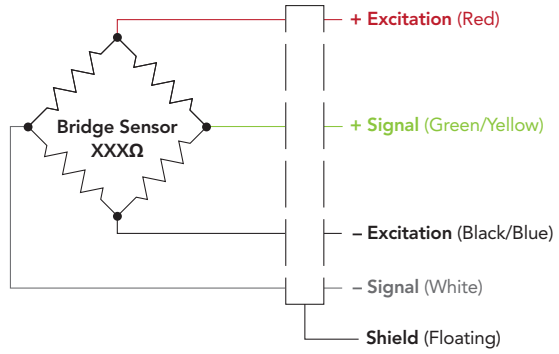 + Excitation (Red)
Bridge Sensor
XXXΩ
+ Signal (Green/Yellow)
– Excitation (Black/Blue)
– Signal (White)
Shield (Floating)